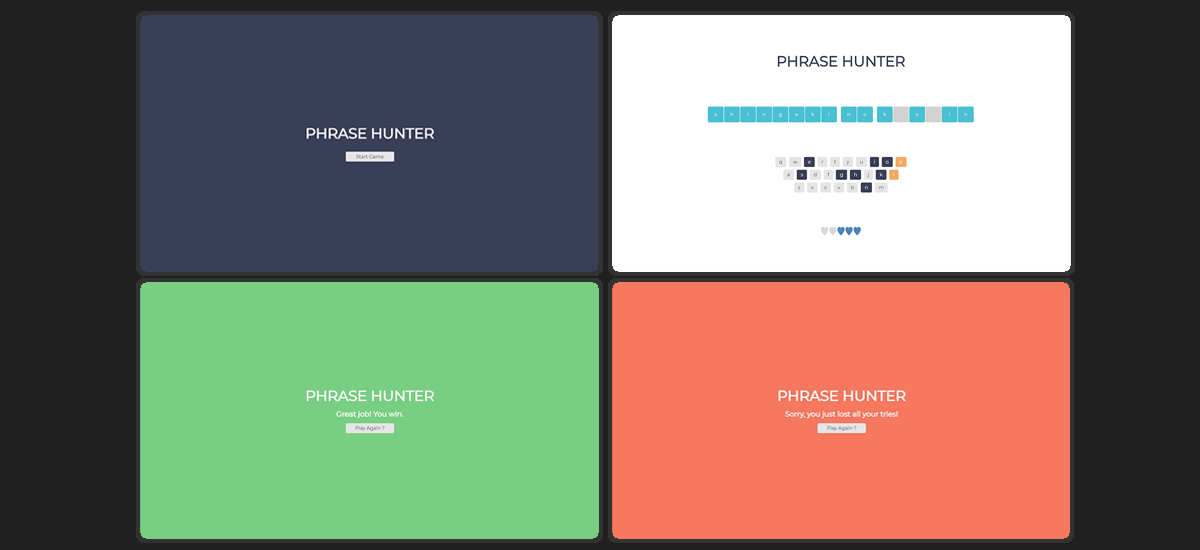 PHRASE HUNTER
Start Game
PHRASE HUNTER
s h i n g e k i n o k o i n
q w e r t y u i o p
a s d f g h j k l
z x c v b n m
PHRASE HUNTER
Great job! You win.
Play Again ?
PHRASE HUNTER
Sorry, you just lost all your tries!
Play Again ?